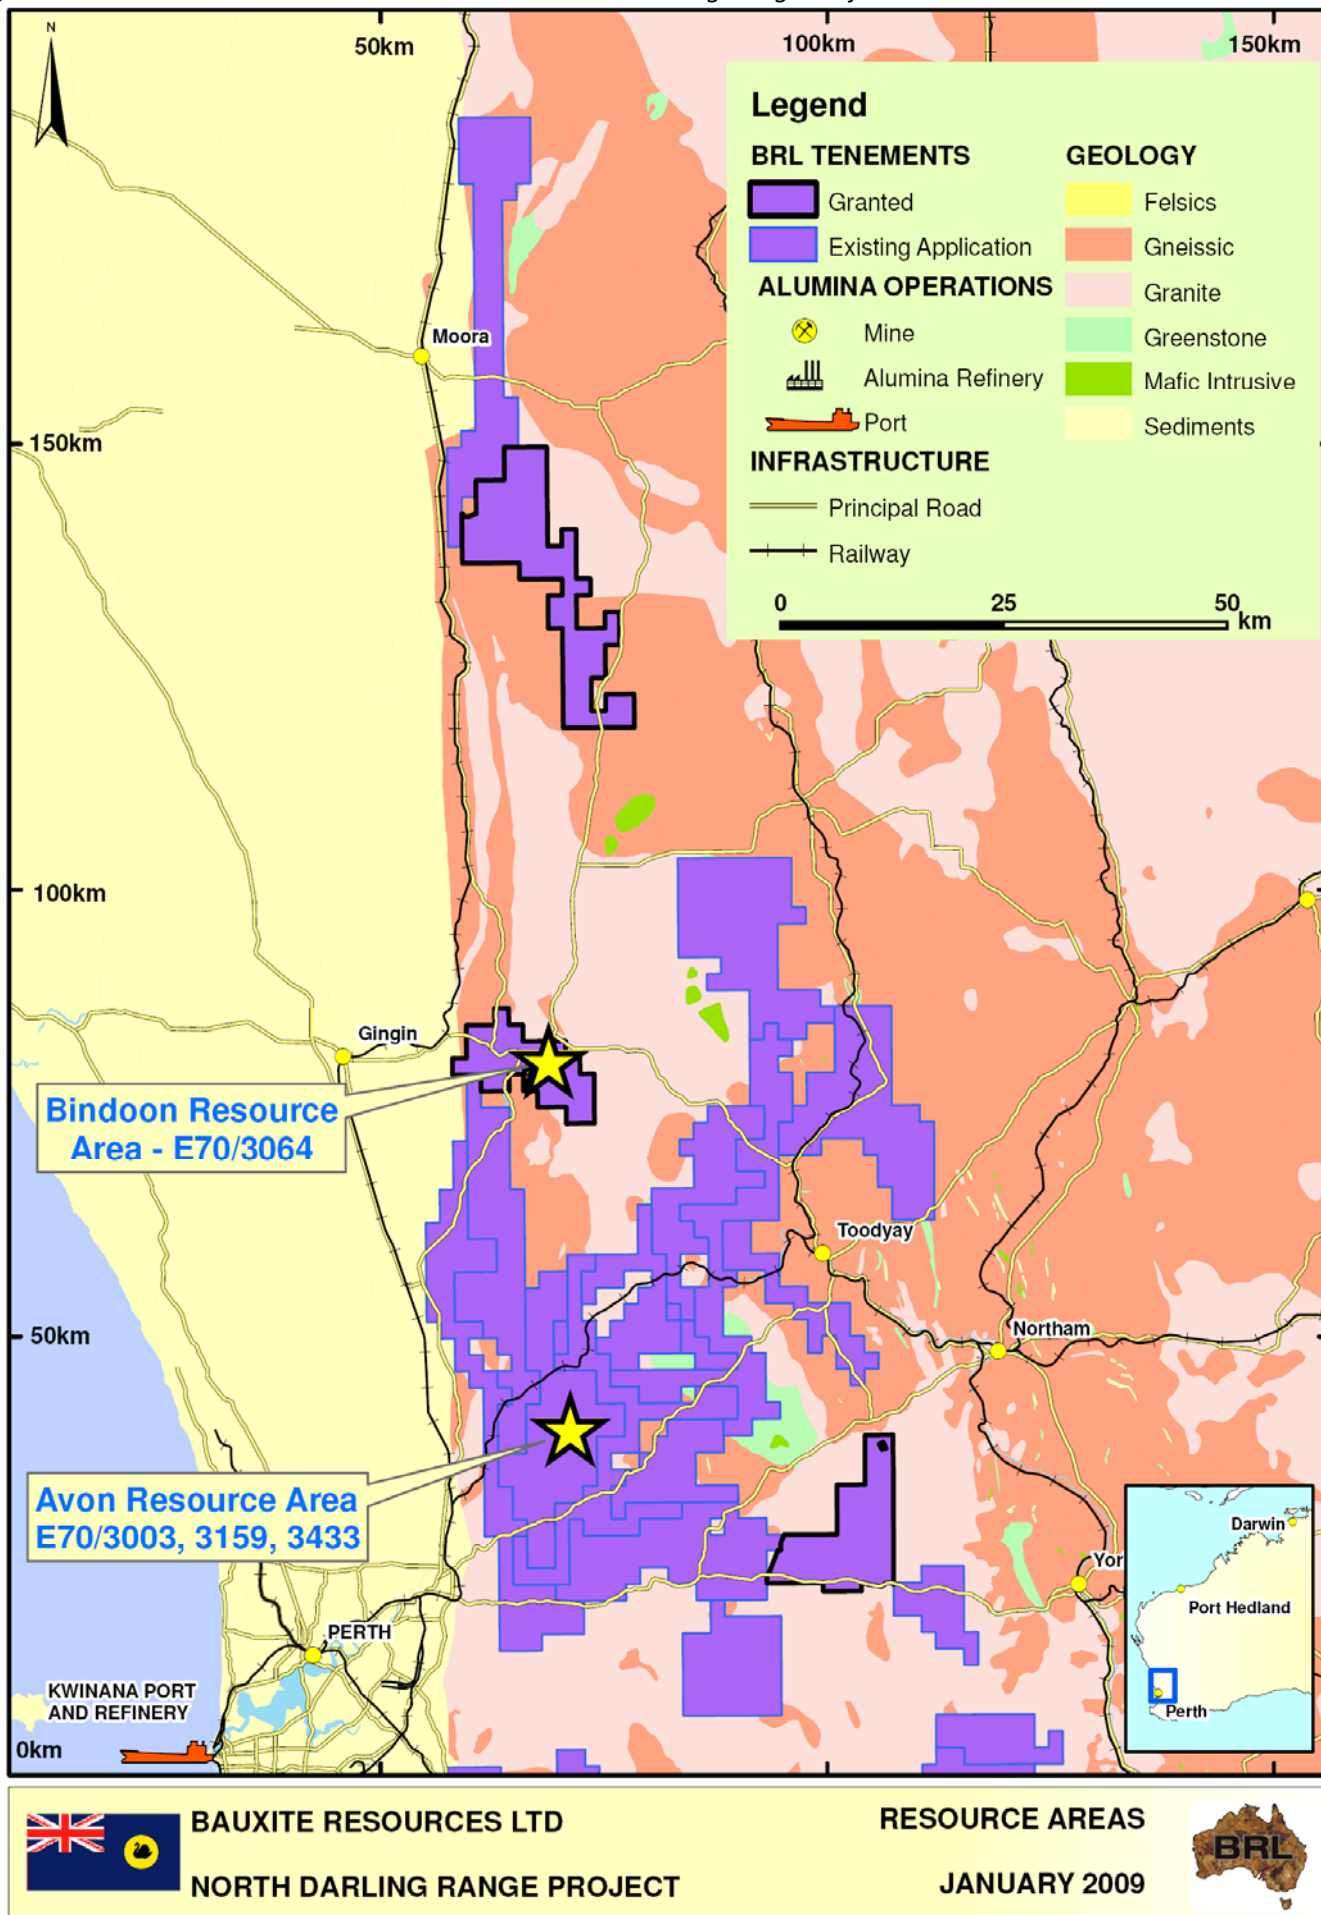 N
50km
100km
150km
Legend
BRL TENEMENTS
Granted
Existing Application
ALUMINA OPERATIONS
Mine
Alumina Refinery
Port
INFRASTRUCTURE
Principal Road
Railway
GEOLOGY
Felsics
Gneissic
Granite
Greenstone
Mafic Intrusive
Sediments
0 25 50
km
Moora
150km
100km
Gingin
Bindoon Resource
Area - E70/3064
Toodyay
50km
Northam
Avon Resource Area
E70/3003, 3159, 3433
Yor
PERTH
KWINANA PORT
AND REFINERY
0km
Darwin
Port Hedland
Perth
BAUXITE RESOURCES LTD
NORTH DARLING RANGE PROJECT
RESOURCE AREAS
JANUARY 2009
BRL